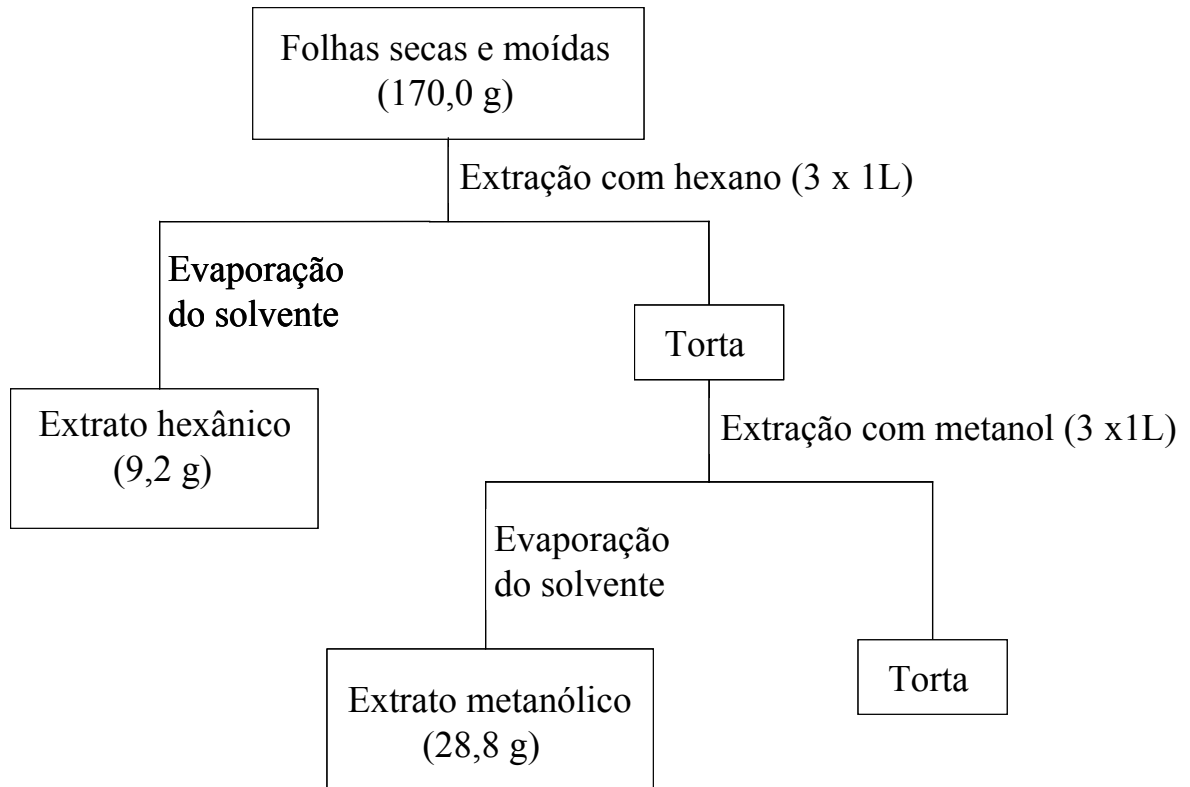 Folhas secas e moídas
(170,0 g)
Extração com hexano (3 x 1L)
Evaporação
do solvente
Torta
Extrato hexânico
(9,2 g)
Extração com metanol (3 x1L)
Evaporação
do solvente
Torta
Extrato metanólico
(28,8 g)